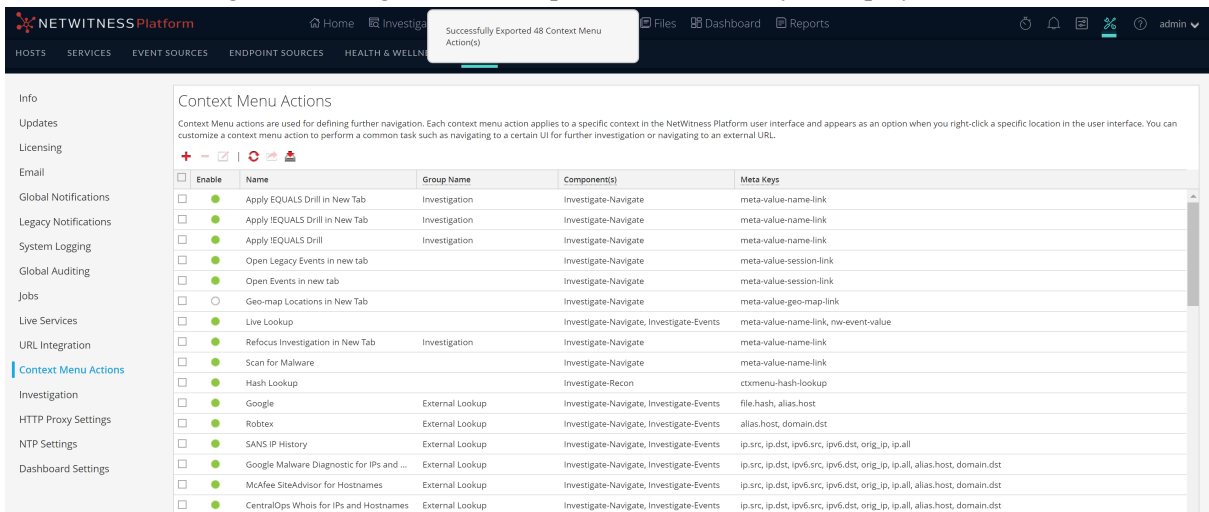 NETWITNESS Platform Home Investiga Files Dashboard Reports admin
Successfully Exported 48 Context Menu
Action(s)
HOSTS SERVICES EVENT SOURCES ENDPOINT SOURCES HEALTH & WELLN
Info
Updates
Licensing
Email
Global Notifications
Legacy Notifications
System Logging
Global Auditing
Jobs
Live Services
URL Integration
Context Menu Actions
Investigation
HTTP Proxy Settings
NTP Settings
Dashboard Settings
Context Menu Actions
Context Menu actions are used for defining further navigation. Each context menu action applies to a specific context in the NetWitness Platform user interface and appears as an option when you right-click a specific location in the user interface. You can
customize a context menu action to perform a common task such as navigating to a certain UI for further investigation or navigating to an external URL.
Enable Name Group Name Component(s) Meta Keys
Apply EQUALS Drill in New Tab Investigation Investigate-Navigate meta-value-name-link
Apply !EQUALS Drill in New Tab Investigation Investigate-Navigate meta-value-name-link
Apply !EQUALS Drill Investigation Investigate-Navigate meta-value-name-link
Open Legacy Events in new tab Investigate-Navigate meta-value-session-link
Open Events in new tab Investigate-Navigate meta-value-session-link
Geo-map Locations in New Tab Investigate-Navigate meta-value-geo-map-link
Live Lookup Investigate-Navigate, Investigate-Events meta-value-name-link, nw-event-value
Refocus Investigation in New Tab Investigation Investigate-Navigate meta-value-name-link
Scan for Malware Investigate-Navigate meta-value-name-link
Hash Lookup Investigate-Recon ctxmenu-hash-lookup
Google External Lookup Investigate-Navigate, Investigate-Events file.hash, alias.host
Robtex External Lookup Investigate-Navigate, Investigate-Events alias.host, domain.dst
SANS IP History External Lookup Investigate-Navigate, Investigate-Events ip.src, ip.dst, ipv6.src, ipv6.dst, orig_ip, ip.all
Google Malware Diagnostic for IPs and ... External Lookup Investigate-Navigate, Investigate-Events ip.src, ip.dst, ipv6.src, ipv6.dst, orig_ip, ip.all, alias.host, domain.dst
McAfee SiteAdvisor for Hostnames External Lookup Investigate-Navigate, Investigate-Events ip.src, ip.dst, ipv6.src, ipv6.dst, orig_ip, ip.all, alias.host, domain.dst
CentralOps Whois for IPs and Hostnames External Lookup Investigate-Navigate, Investigate-Events ip.src, ip.dst, ipv6.src, ipv6.dst, orig_ip, ip.all, alias.host, domain.dst